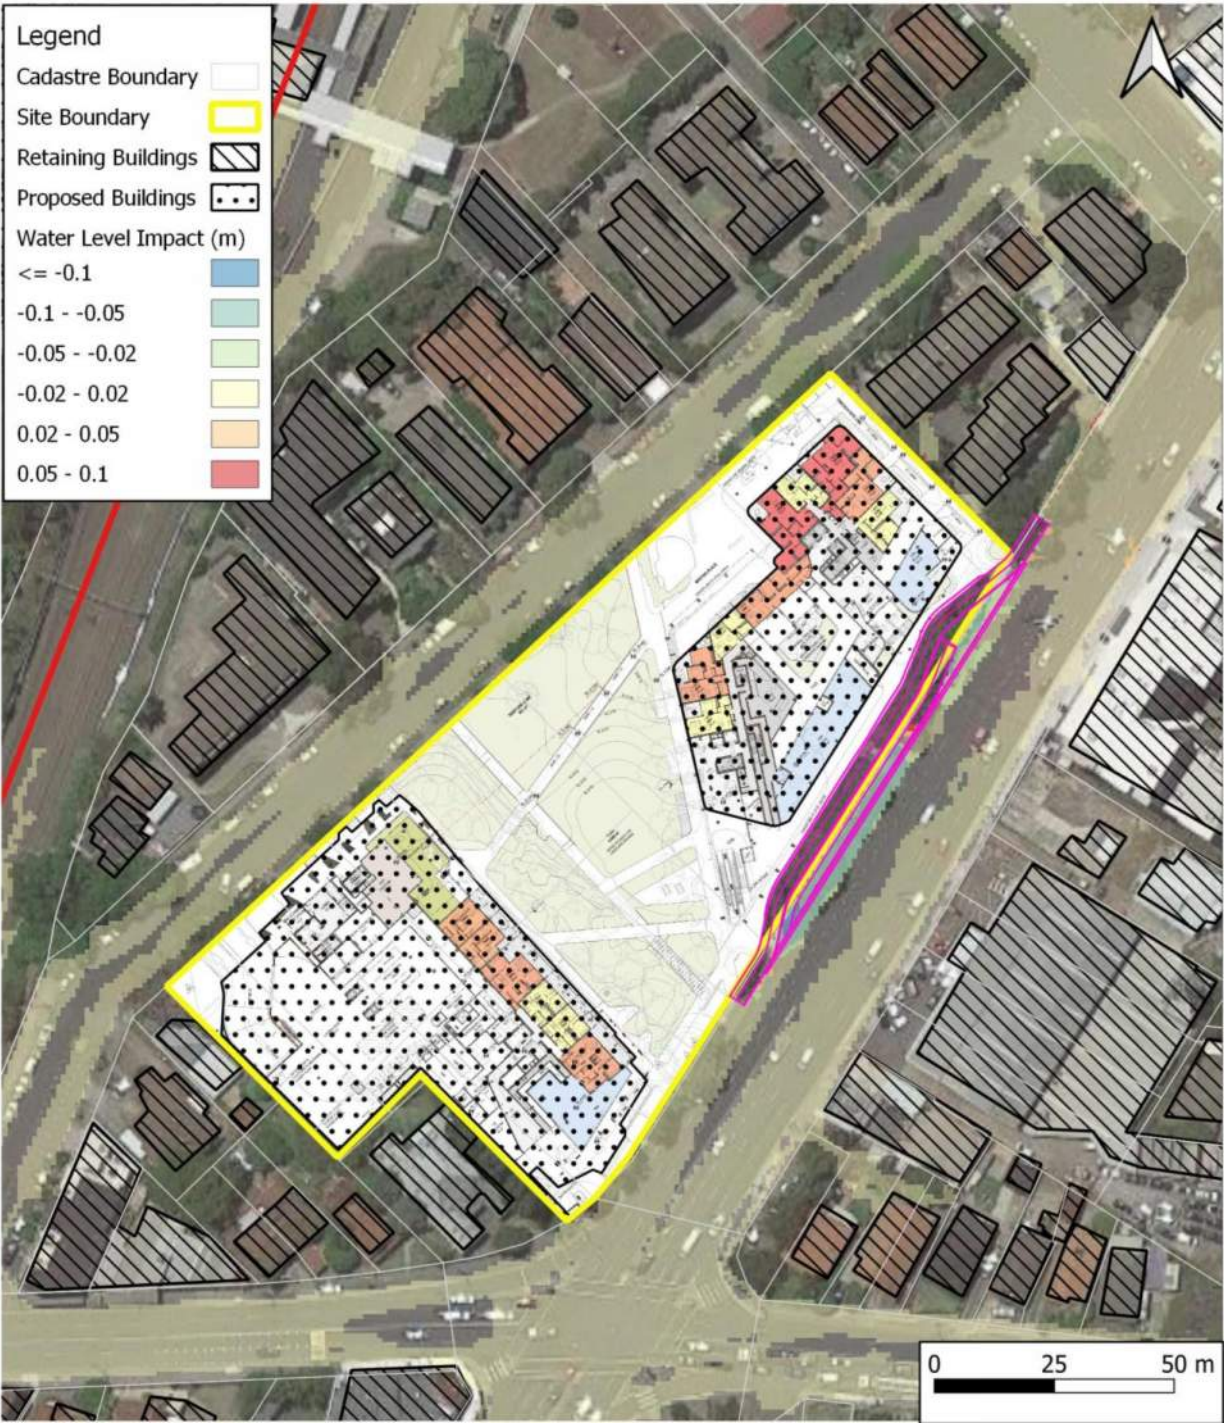 Legend
Cadastre Boundary
Site Boundary
Retaining Buildings
Proposed Buildings
Water Level Impact (m)
<= -0.1
-0.1 - -0.05
-0.05 - -0.02
-0.02 - 0.02
0.02 - 0.05
0.05 - 0.1
0 25 50 m